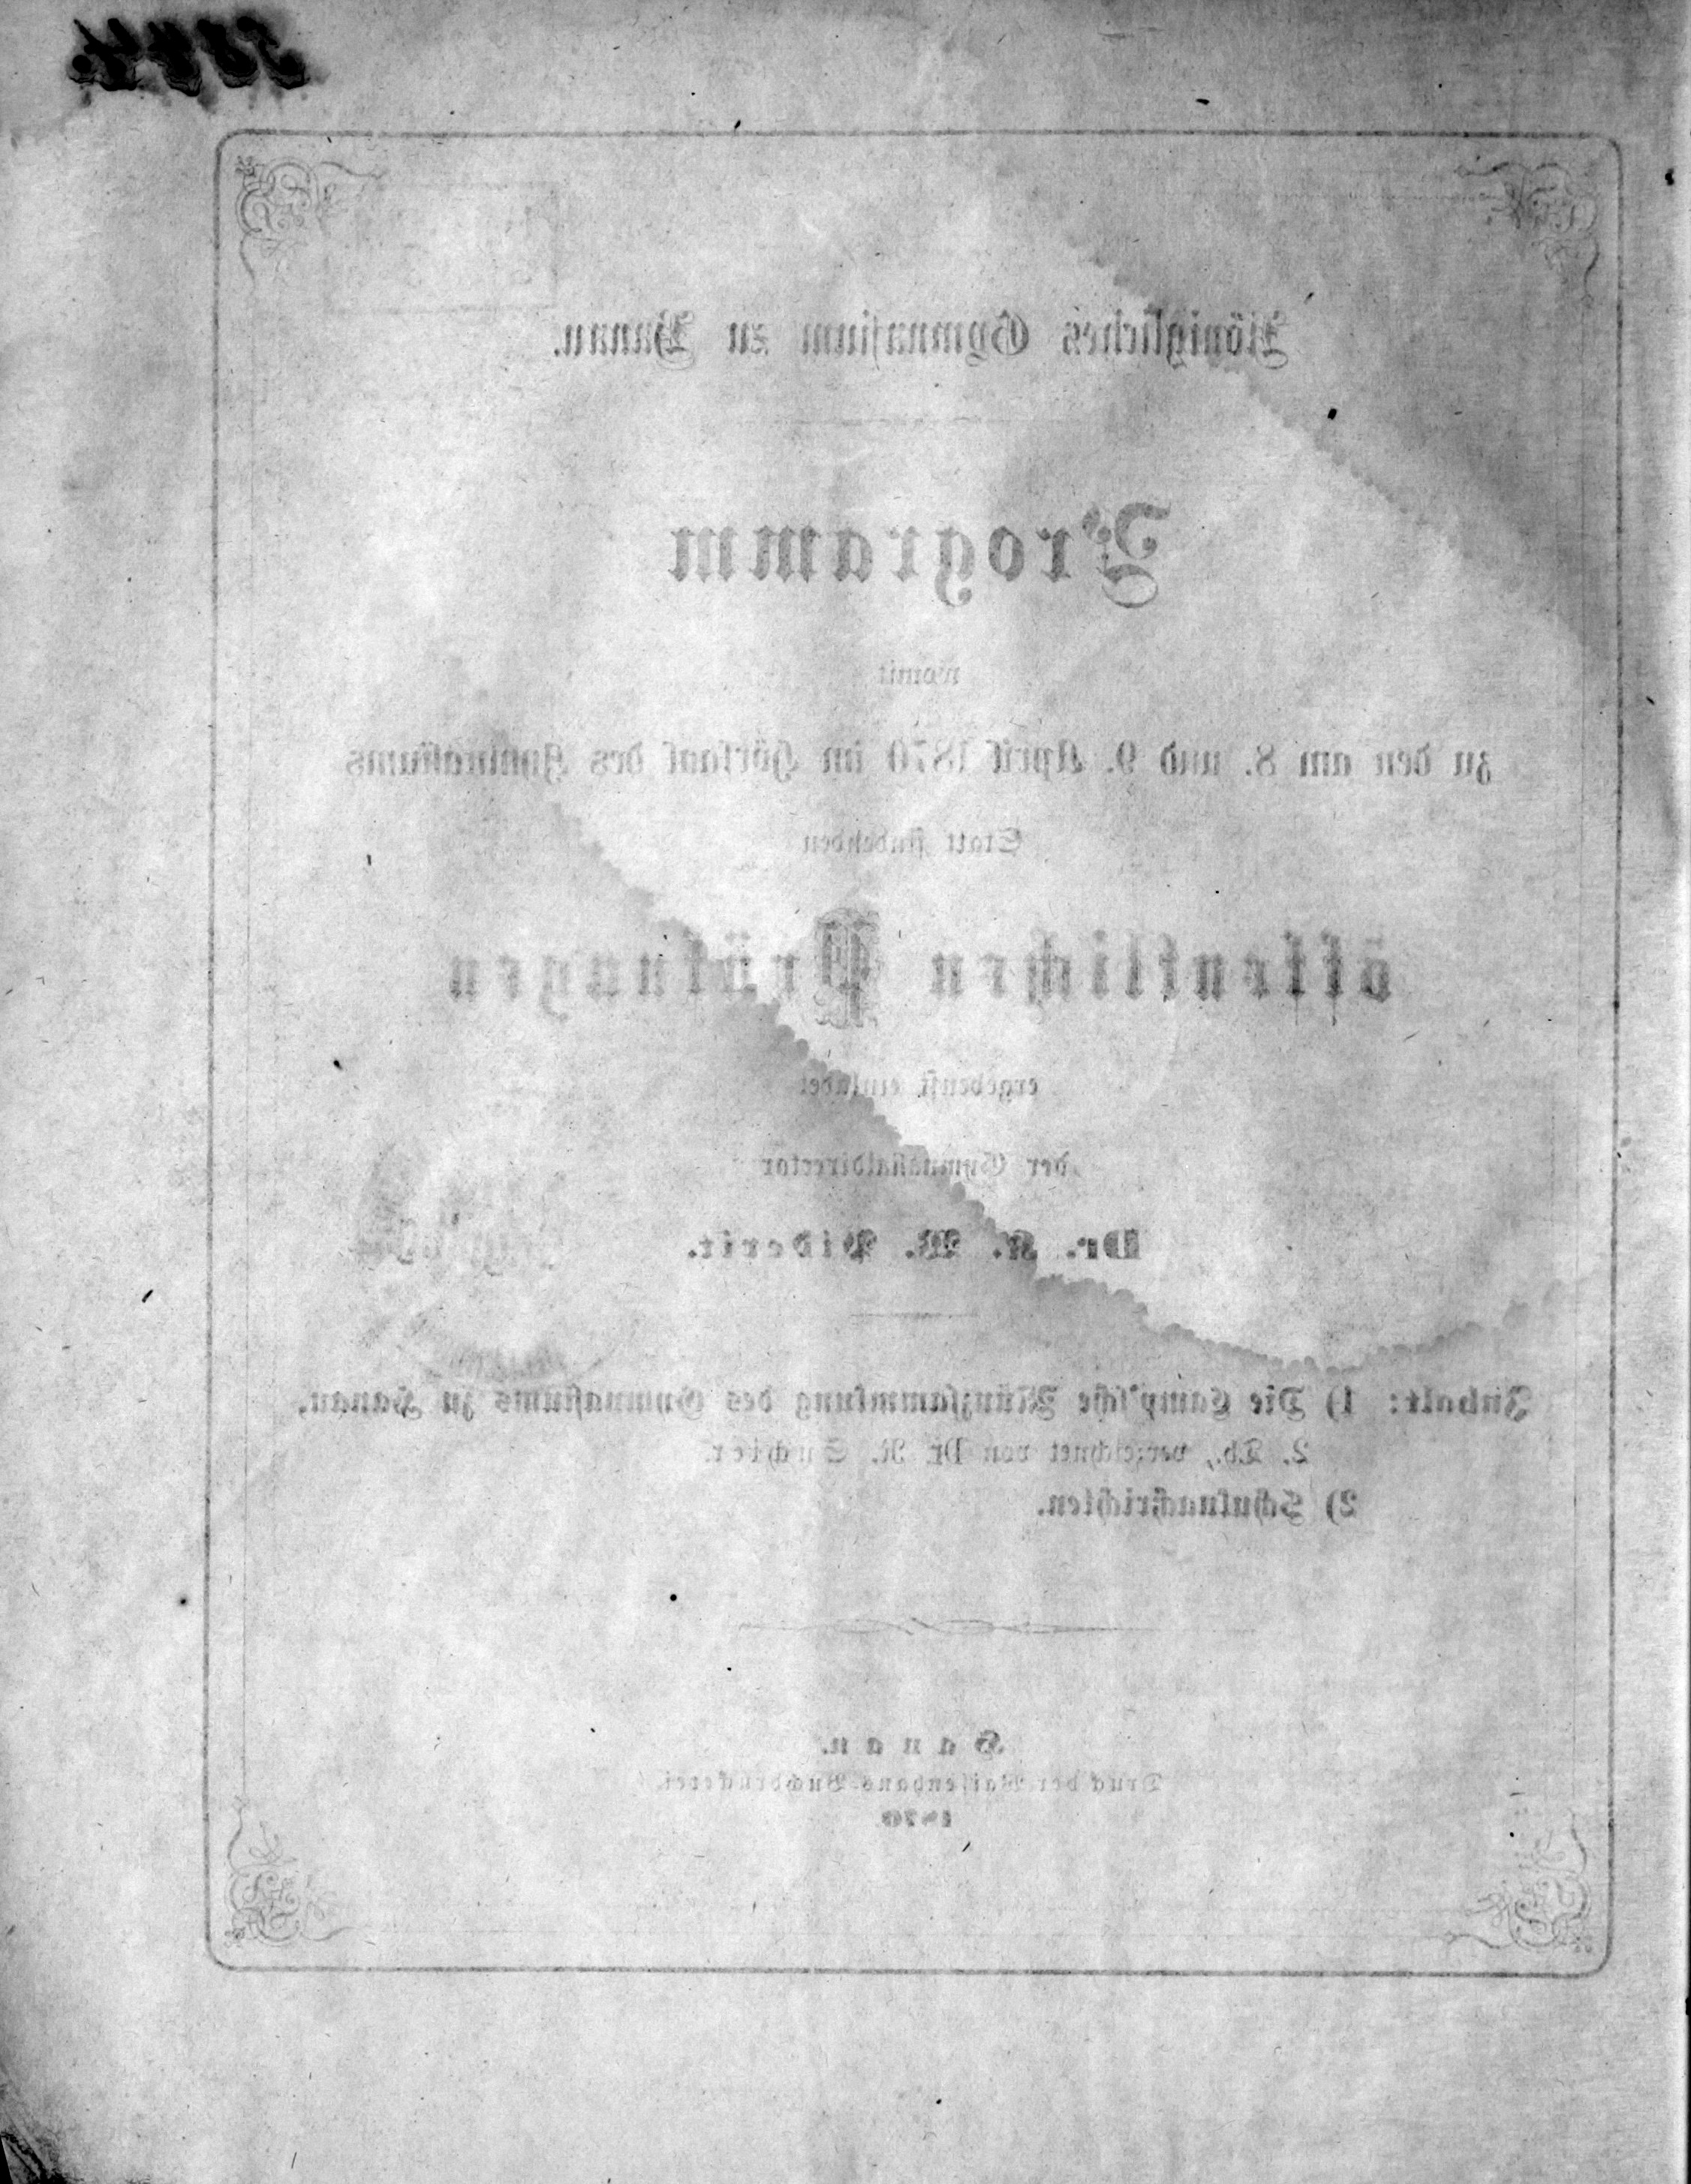 Königliches Gymnasium zu Hanau.
Programm
womit
zu den am 8. und 9. April 1870 im Hörsaal des Gymnasiums
Statt findenden
öffentlichen Prüfungen
ergebenst einladet
der Gymnasialdirector
Dr. K. W. Piderit.
Inhalt: 1) Die Camp'sche Münzsammlung des Gymnasiums zu Hanau,
2. Th., verzeichnet von Dr. R. Suchier.
2) Schulnachrichten.
Hanau.
Druck der Waisenhaus-Buchdruckerei.
1870